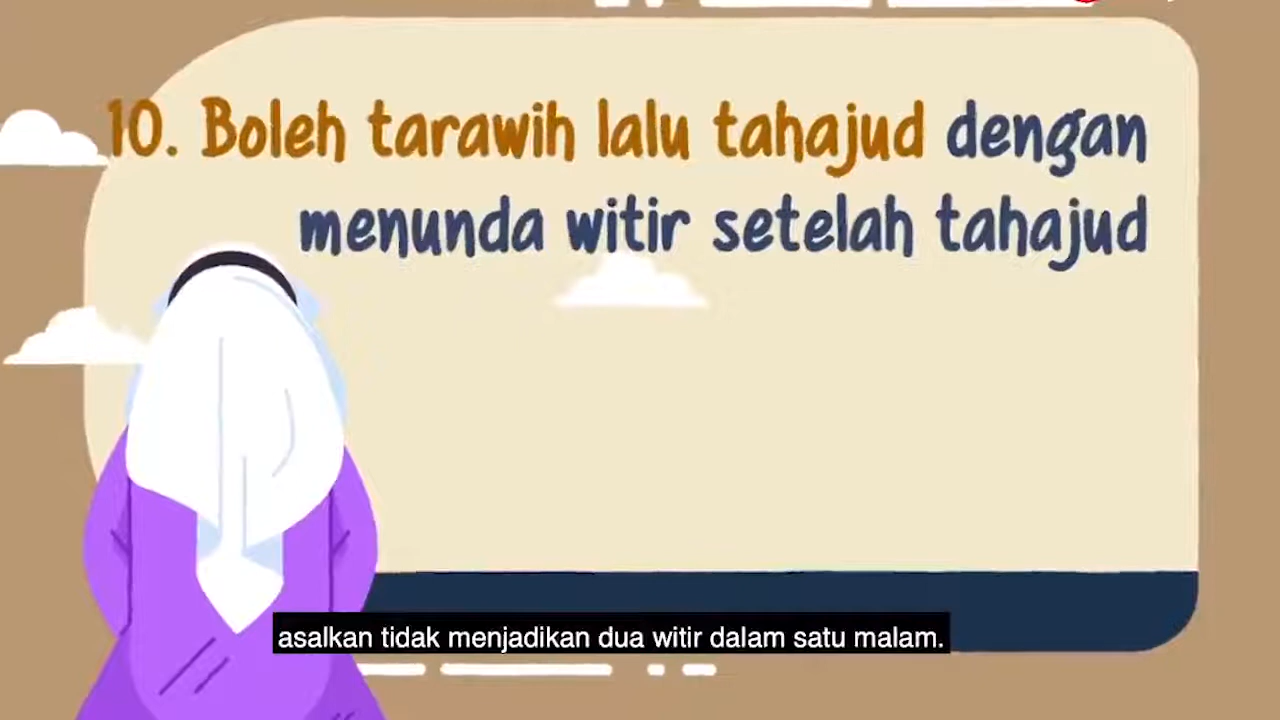 10. Boleh tarawih lalu tahajud dengan
menunda witir setelah tahajud
asalkan tidak menjadikan dua witir dalam satu malam.